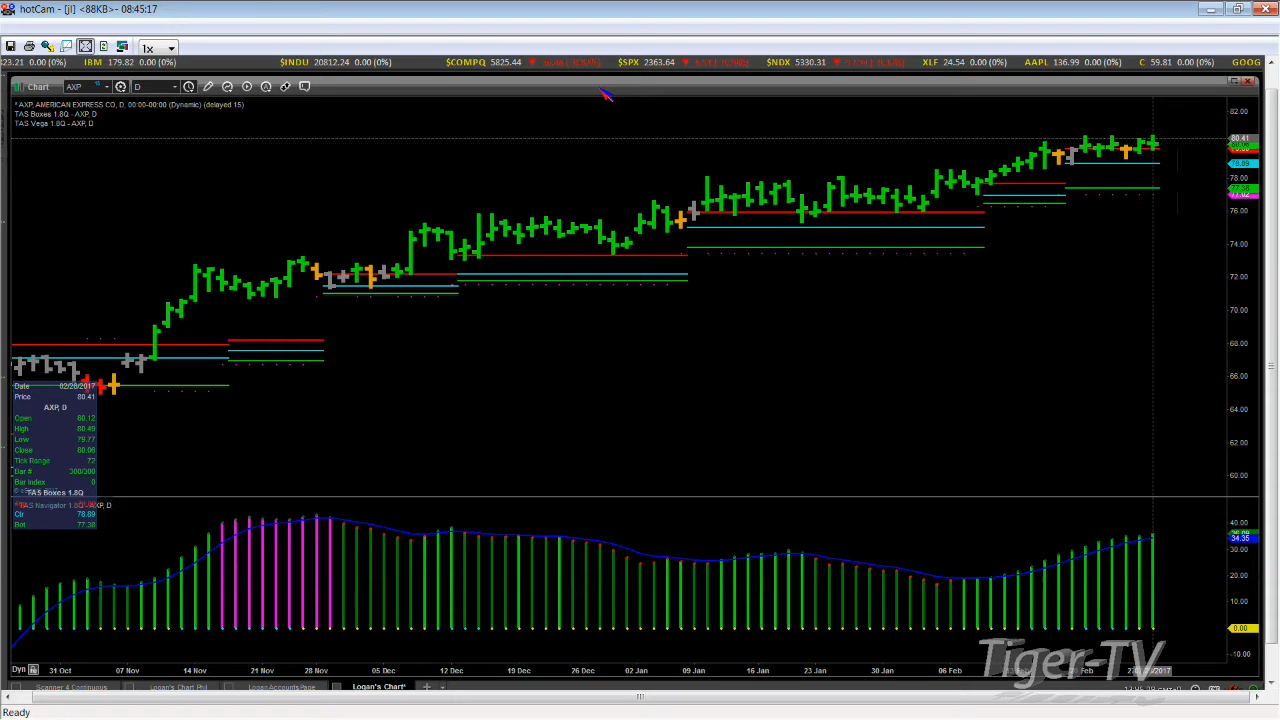 hotCam - [jl] <88KB>- 08:45:17
1x
323.21 0.00 (0%) IBM 179.82 0.00 (0%) $INDU 20812.24 0.00 (0%) $COMPQ 5825.44 $SPX 2363.64 $NDX 5330.31 XLF 24.54 0.00 (0%) AAPL 136.99 0.00 (0%) C 59.81 0.00 (0%) GOOG
Chart AXP D
* AXP, AMERICAN EXPRESS CO, D, 00:00-00:00 (Dynamic) (delayed 15)
TAS Boxes 1.8Q - AXP, D
TAS Vega 1.8Q - AXP, D
82.00
80.41
78.89
78.00
77.38
76.00
74.00
72.00
70.00
68.00
66.00
64.00
62.00
60.00
Date 02/28/2017
Price 80.41
AXP, D
Open 80.12
High 80.49
Low 79.77
Close 80.06
Tick Range 72
Bar # 300/300
Bar Index 0
TAS Boxes 1.8Q
TAS Navigator 1.8Q - AXP, D
Ctr 78.89
Bot 77.38
40.00
34.35
30.00
20.00
10.00
0.00
-10.00
Dyn 31 Oct 07 Nov 14 Nov 21 Nov 28 Nov 05 Dec 12 Dec 19 Dec 26 Dec 02 Jan 09 Jan 16 Jan 23 Jan 30 Jan 06 Feb
Tiger-TV
Scanner 4 Continuous Logan's Chart Phil Logan AccountsPage Logan's Chart*
Ready